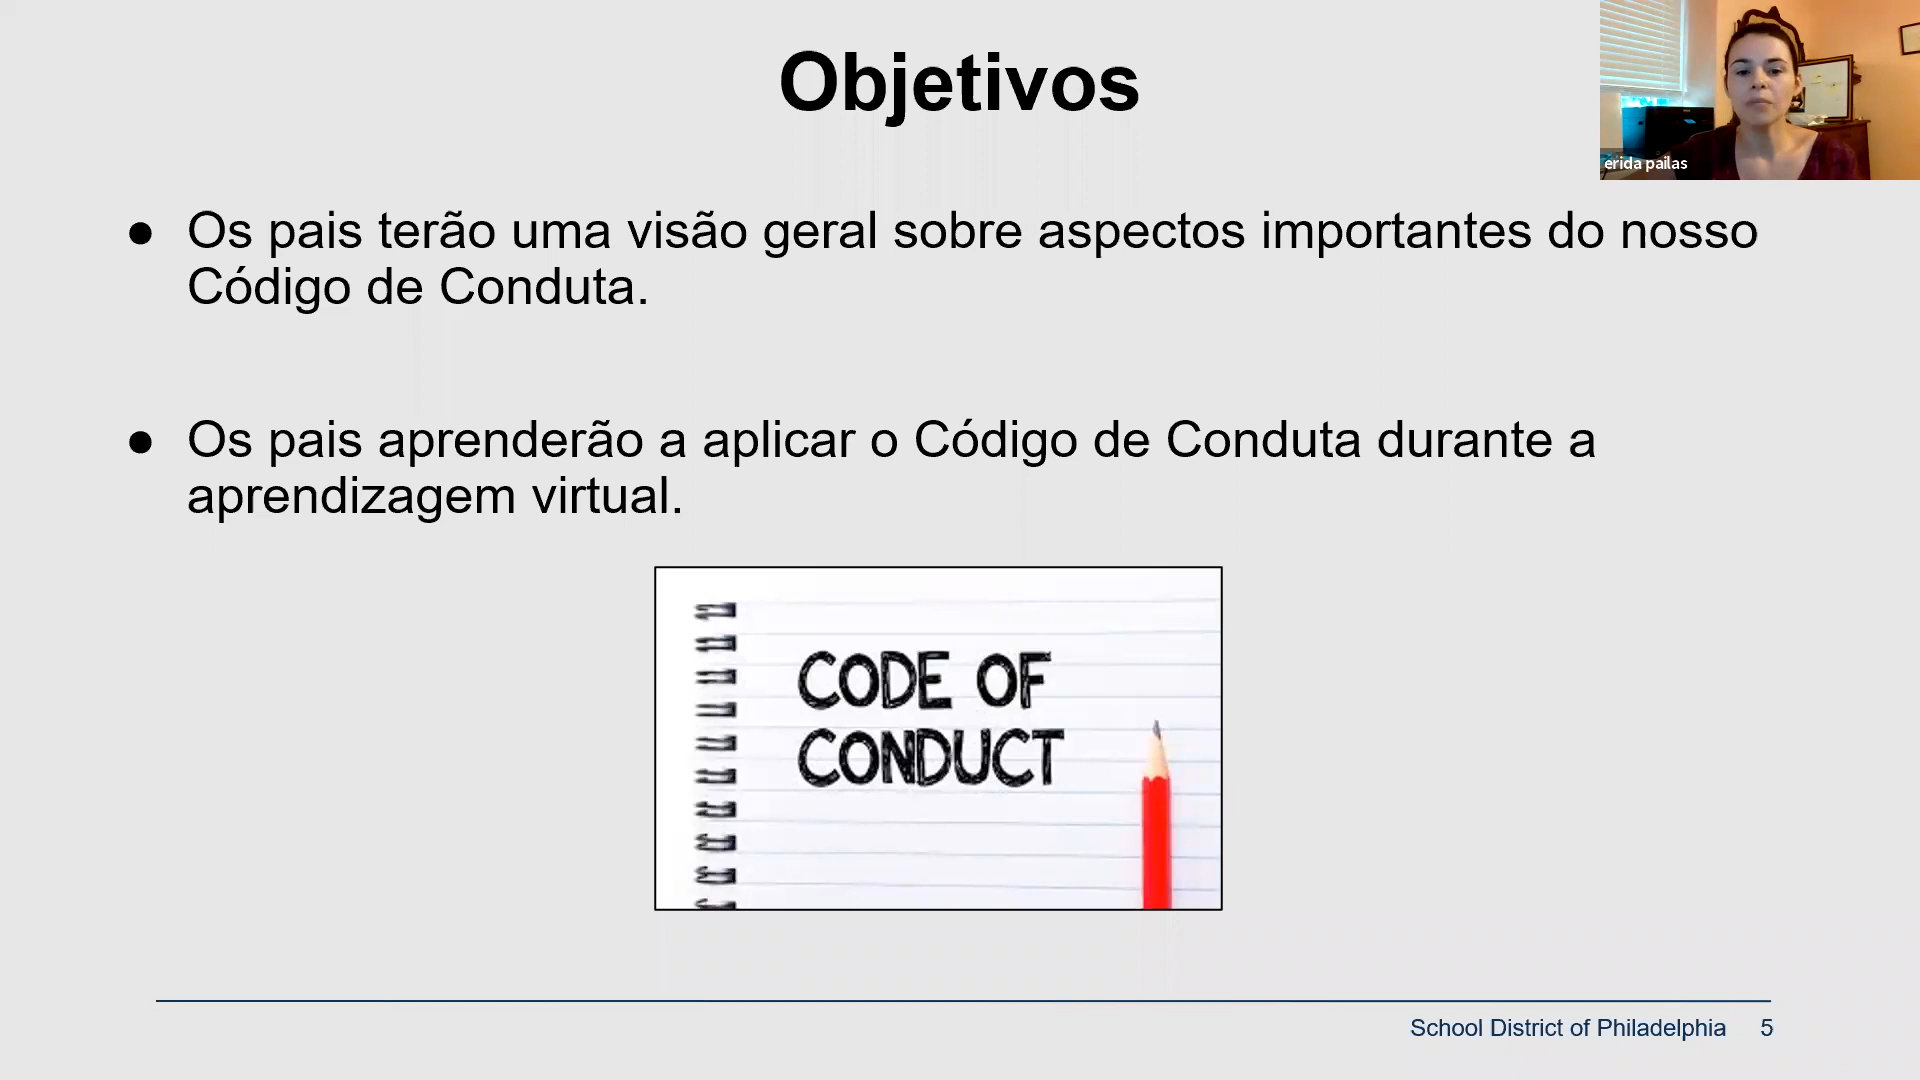 Objetivos
erida pailas
● Os pais terão uma visão geral sobre aspectos importantes do nosso
Código de Conduta.
● Os pais aprenderão a aplicar o Código de Conduta durante a
aprendizagem virtual.
CODE OF
CONDUCT
School District of Philadelphia 5